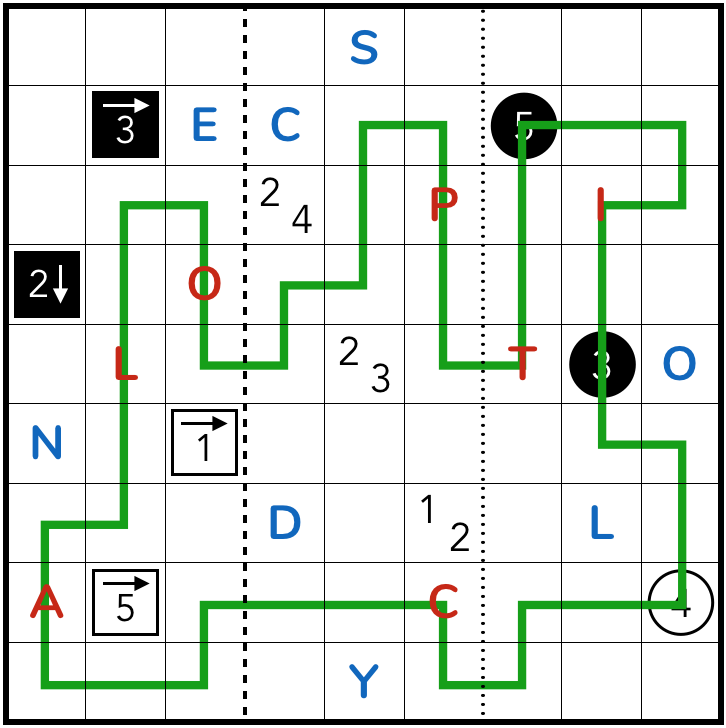 S
→ 3 E C 5
2 4 P I
2 ↓ O
L 2 3 T 3 O
N → 1
D 1 2 L
A → 5 C 4
Y